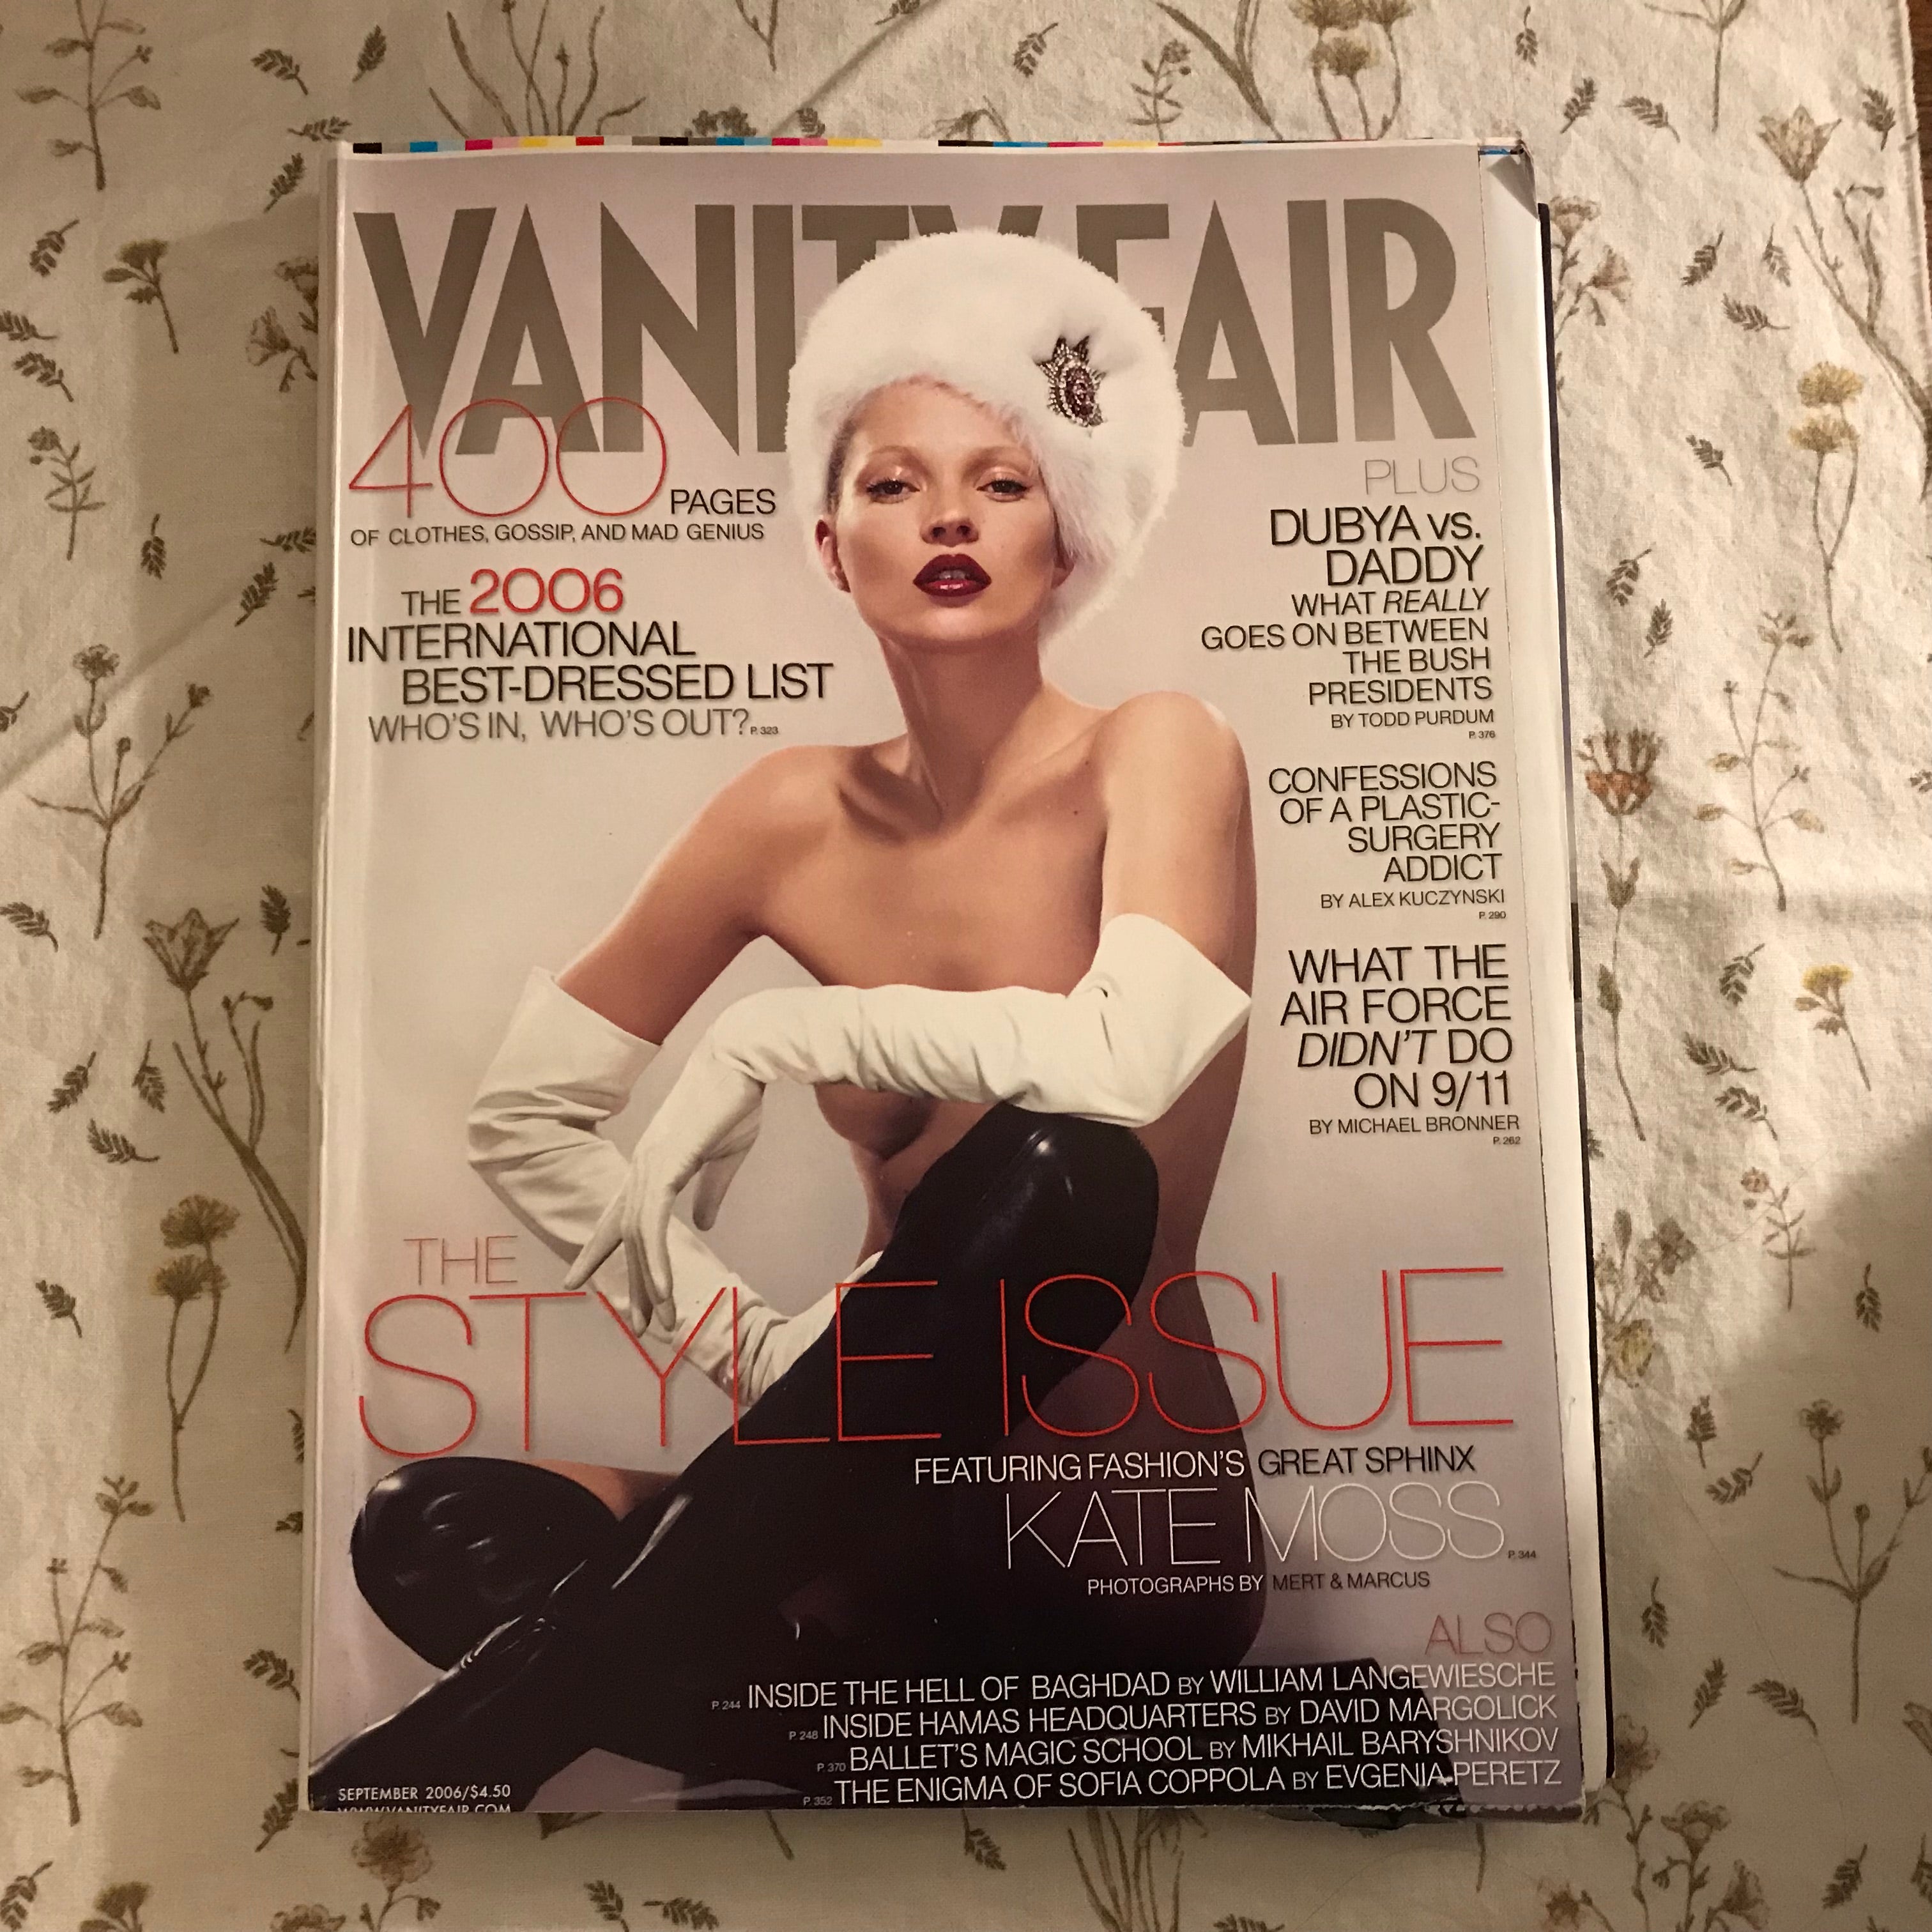 VANITY FAIR
400 PAGES
OF CLOTHES, GOSSIP, AND MAD GENIUS
THE 2006
INTERNATIONAL
BEST-DRESSED LIST
WHO'S IN, WHO'S OUT? P. 323
PLUS
DUBYA vs.
DADDY
WHAT REALLY
GOES ON BETWEEN
THE BUSH
PRESIDENTS
BY TODD PURDUM
P. 376
CONFESSIONS
OF A PLASTIC-
SURGERY
ADDICT
BY ALEX KUCZYNSKI
P. 290
WHAT THE
AIR FORCE
DIDN'T DO
ON 9/11
BY MICHAEL BRONNER
P. 262
THE
STYLE ISSUE
FEATURING FASHION'S GREAT SPHINX
KATE MOSS P. 344
PHOTOGRAPHS BY MERT & MARCUS
ALSO
P. 244 INSIDE THE HELL OF BAGHDAD BY WILLIAM LANGEWIESCHE
P. 248 INSIDE HAMAS HEADQUARTERS BY DAVID MARGOLICK
P. 370 BALLET'S MAGIC SCHOOL BY MIKHAIL BARYSHNIKOV
P. 352 THE ENIGMA OF SOFIA COPPOLA BY EVGENIA PERETZ
SEPTEMBER 2006/$4.50
WWW.VANITYFAIR.COM